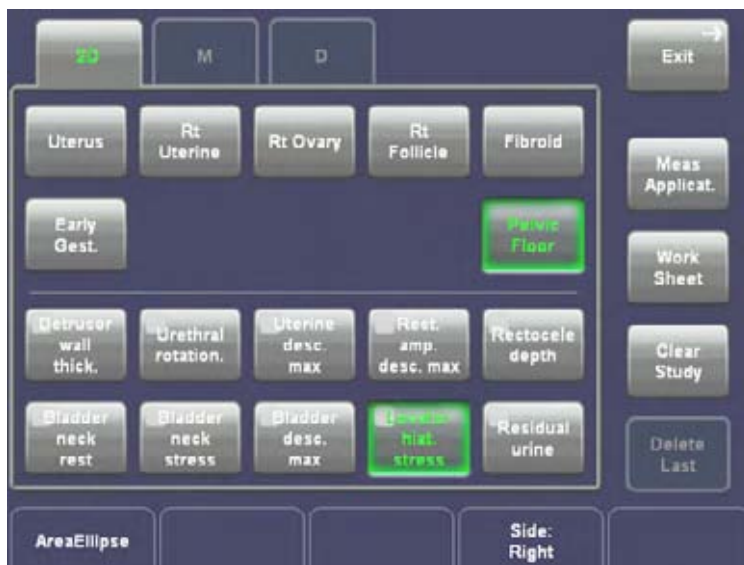 2D
M
D
Exit
Uterus
Rt
Uterine
Rt Ovary
Rt
Follicle
Fibroid
Meas
Applicat.
Early
Gest.
Pelvic
Floor
Work
Sheet
Detrusor
wall
thick.
Urethral
rotation.
Uterine
desc.
max
Rect.
amp.
desc. max
Rectocele
depth
Clear
Study
Bladder
neck
rest
Bladder
neck
stress
Bladder
desc.
max
hiat.
stress
Residual
urine
Delete
Last
AreaEllipse
Side:
Right